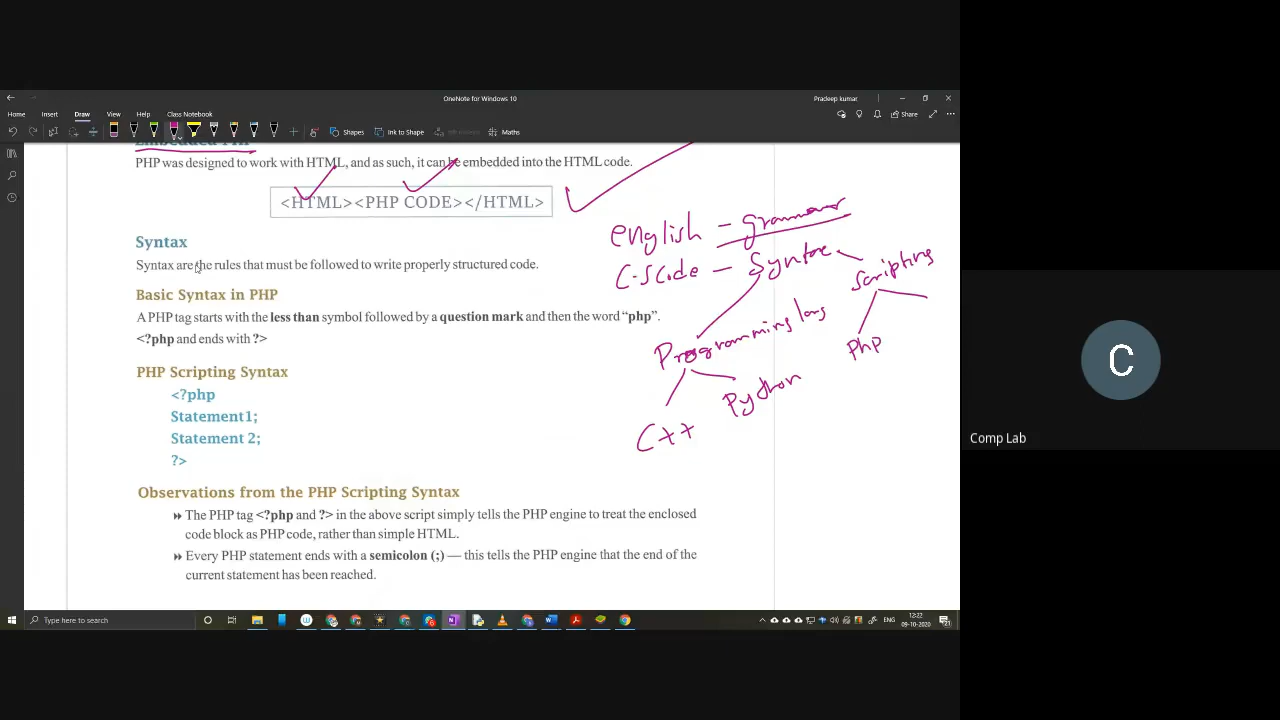 OneNote for Windows 10
Pradeep kumar
Home Insert Draw View Help Class Notebook
Share
Shapes Ink to Shape Maths
Embedded PHP
PHP was designed to work with HTML, and as such, it can be embedded into the HTML code.
<HTML><PHP CODE></HTML>
english - grammar
Syntax
C-SCode - Syntax
Scripting
Syntax are the rules that must be followed to write properly structured code.
Basic Syntax in PHP
A PHP tag starts with the less than symbol followed by a question mark and then the word “php”.
<?php and ends with ?>
Programming lang
Php
PHP Scripting Syntax
<?php
Statement1;
Statement 2;
?>
Python
C++
Observations from the PHP Scripting Syntax
The PHP tag <?php and ?> in the above script simply tells the PHP engine to treat the enclosed
code block as PHP code, rather than simple HTML.
Every PHP statement ends with a semicolon (;) — this tells the PHP engine that the end of the
current statement has been reached.
C
Comp Lab
Type here to search
ENG
12:22
09-10-2020